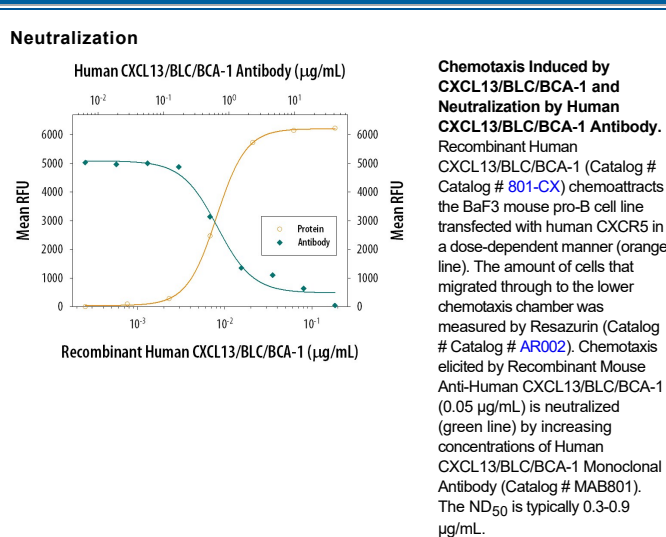 Neutralization
Human CXCL13/BLC/BCA-1 Antibody (µg/mL)
10-2 10-1 100 101
6000 6000
5000 5000
4000 4000
3000 3000
2000 2000
1000 1000
0 0
Mean RFU
Mean RFU
Protein
Antibody
10-3 10-2 10-1
Recombinant Human CXCL13/BLC/BCA-1 (µg/mL)
Chemotaxis Induced by
CXCL13/BLC/BCA-1 and
Neutralization by Human
CXCL13/BLC/BCA-1 Antibody.
Recombinant Human
CXCL13/BLC/BCA-1 (Catalog #
Catalog # 801-CX) chemoattracts
the BaF3 mouse pro-B cell line
transfected with human CXCR5 in
a dose-dependent manner (orange
line). The amount of cells that
migrated through to the lower
chemotaxis chamber was
measured by Resazurin (Catalog
# Catalog # AR002). Chemotaxis
elicited by Recombinant Mouse
Anti-Human CXCL13/BLC/BCA-1
(0.05 µg/mL) is neutralized
(green line) by increasing
concentrations of Human
CXCL13/BLC/BCA-1 Monoclonal
Antibody (Catalog # MAB801).
The ND50 is typically 0.3-0.9
µg/mL.